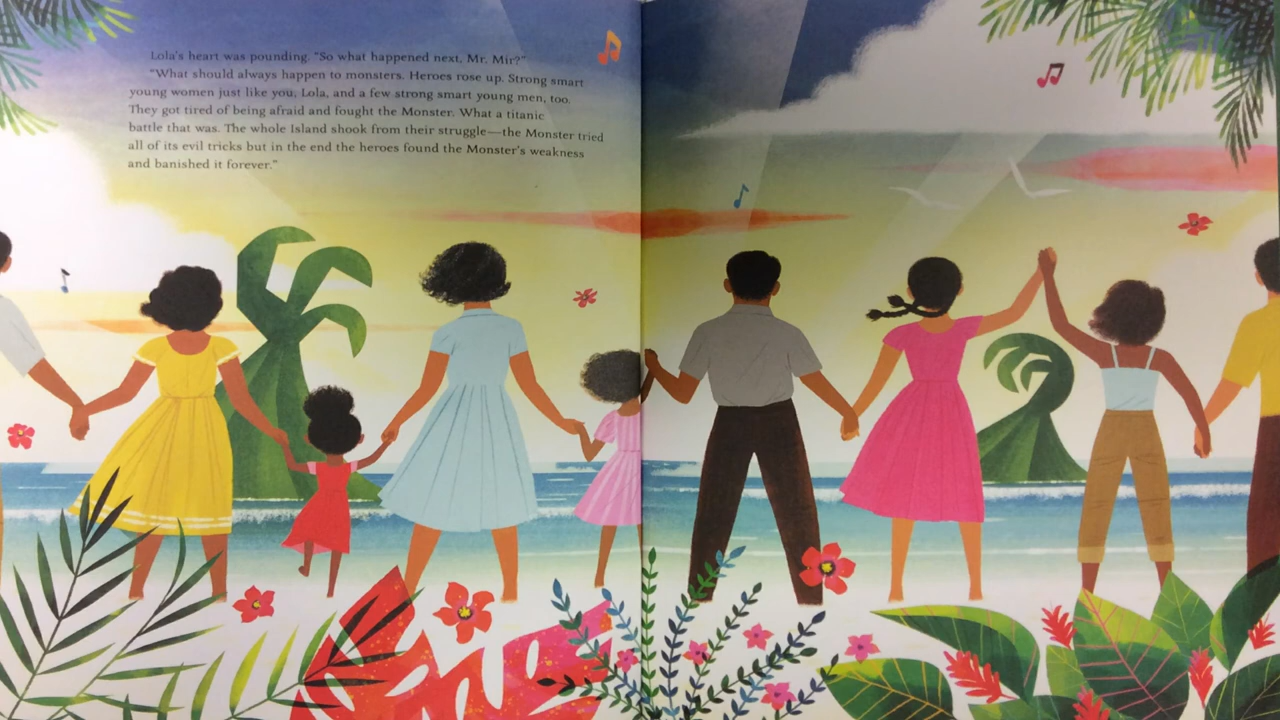 Lola's heart was pounding. "So what happened next, Mr. Mir?"
"What should always happen to monsters. Heroes rose up. Strong smart
young women just like you, Lola, and a few strong smart young men, too.
They got tired of being afraid and fought the Monster. What a titanic
battle that was. The whole Island shook from their struggle—the Monster tried
all of its evil tricks but in the end the heroes found the Monster's weakness
and banished it forever."